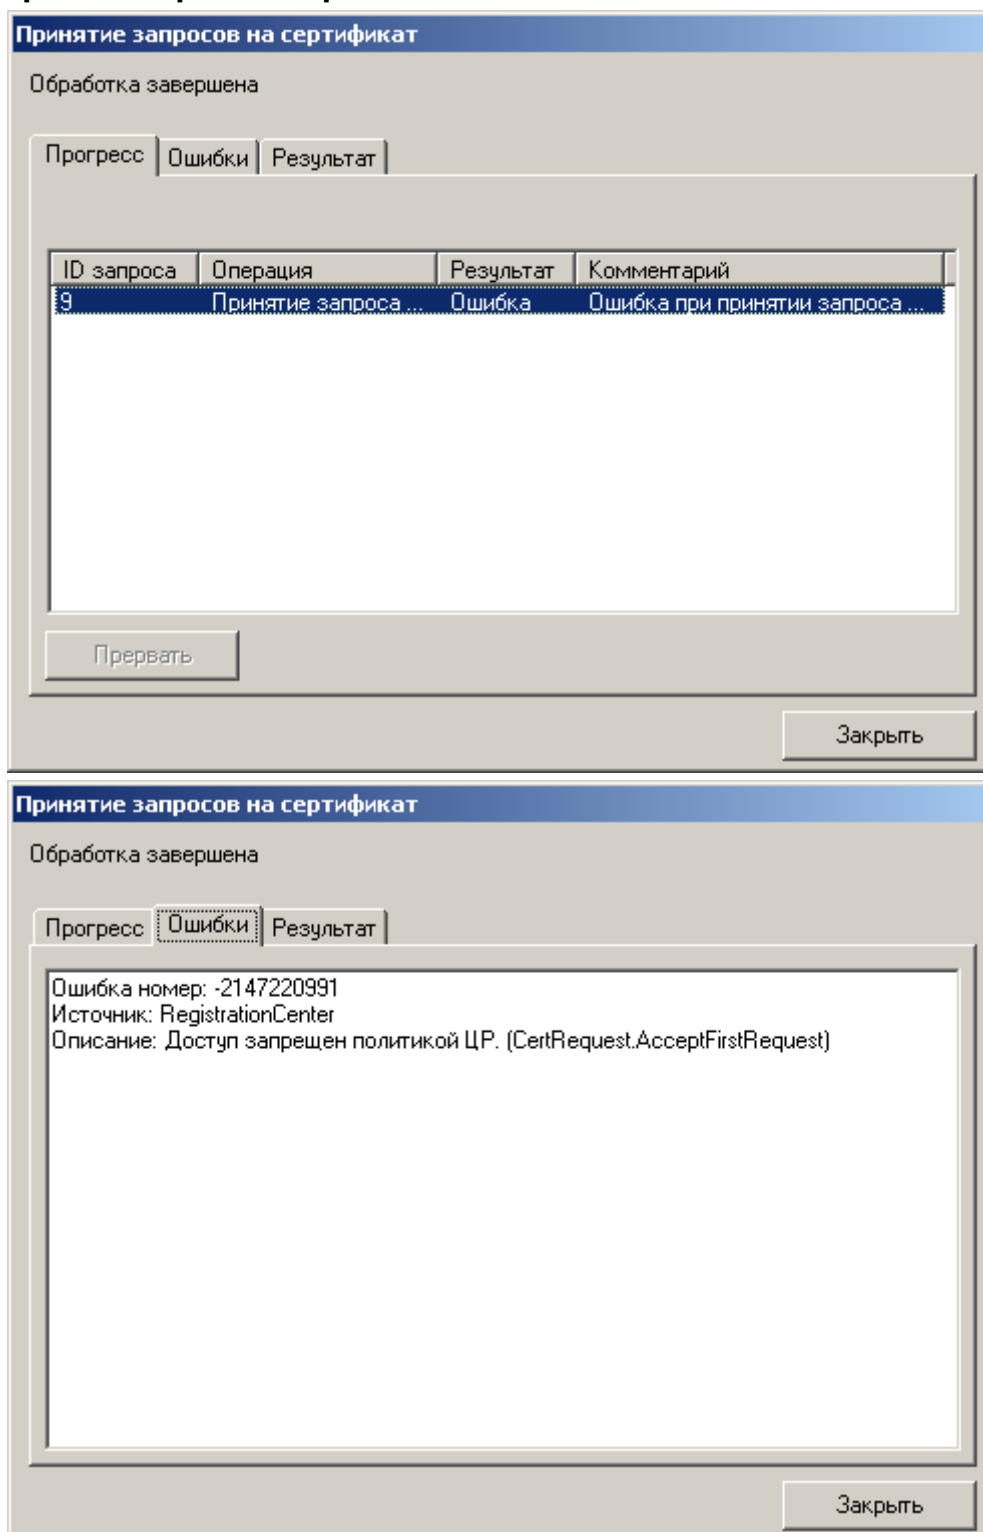 Принятие запросов на сертификат
Обработка завершена
Прогресс Ошибки Результат
ID запроса Операция Результат Комментарий
9 Принятие запроса ... Ошибка Ошибка при принятии запроса ...
Прервать
Закрыть
Принятие запросов на сертификат
Обработка завершена
Прогресс Ошибки Результат
Ошибка номер: -2147220991
Источник: RegistrationCenter
Описание: Доступ запрещен политикой ЦР. (CertRequest.AcceptFirstRequest)
Закрыть